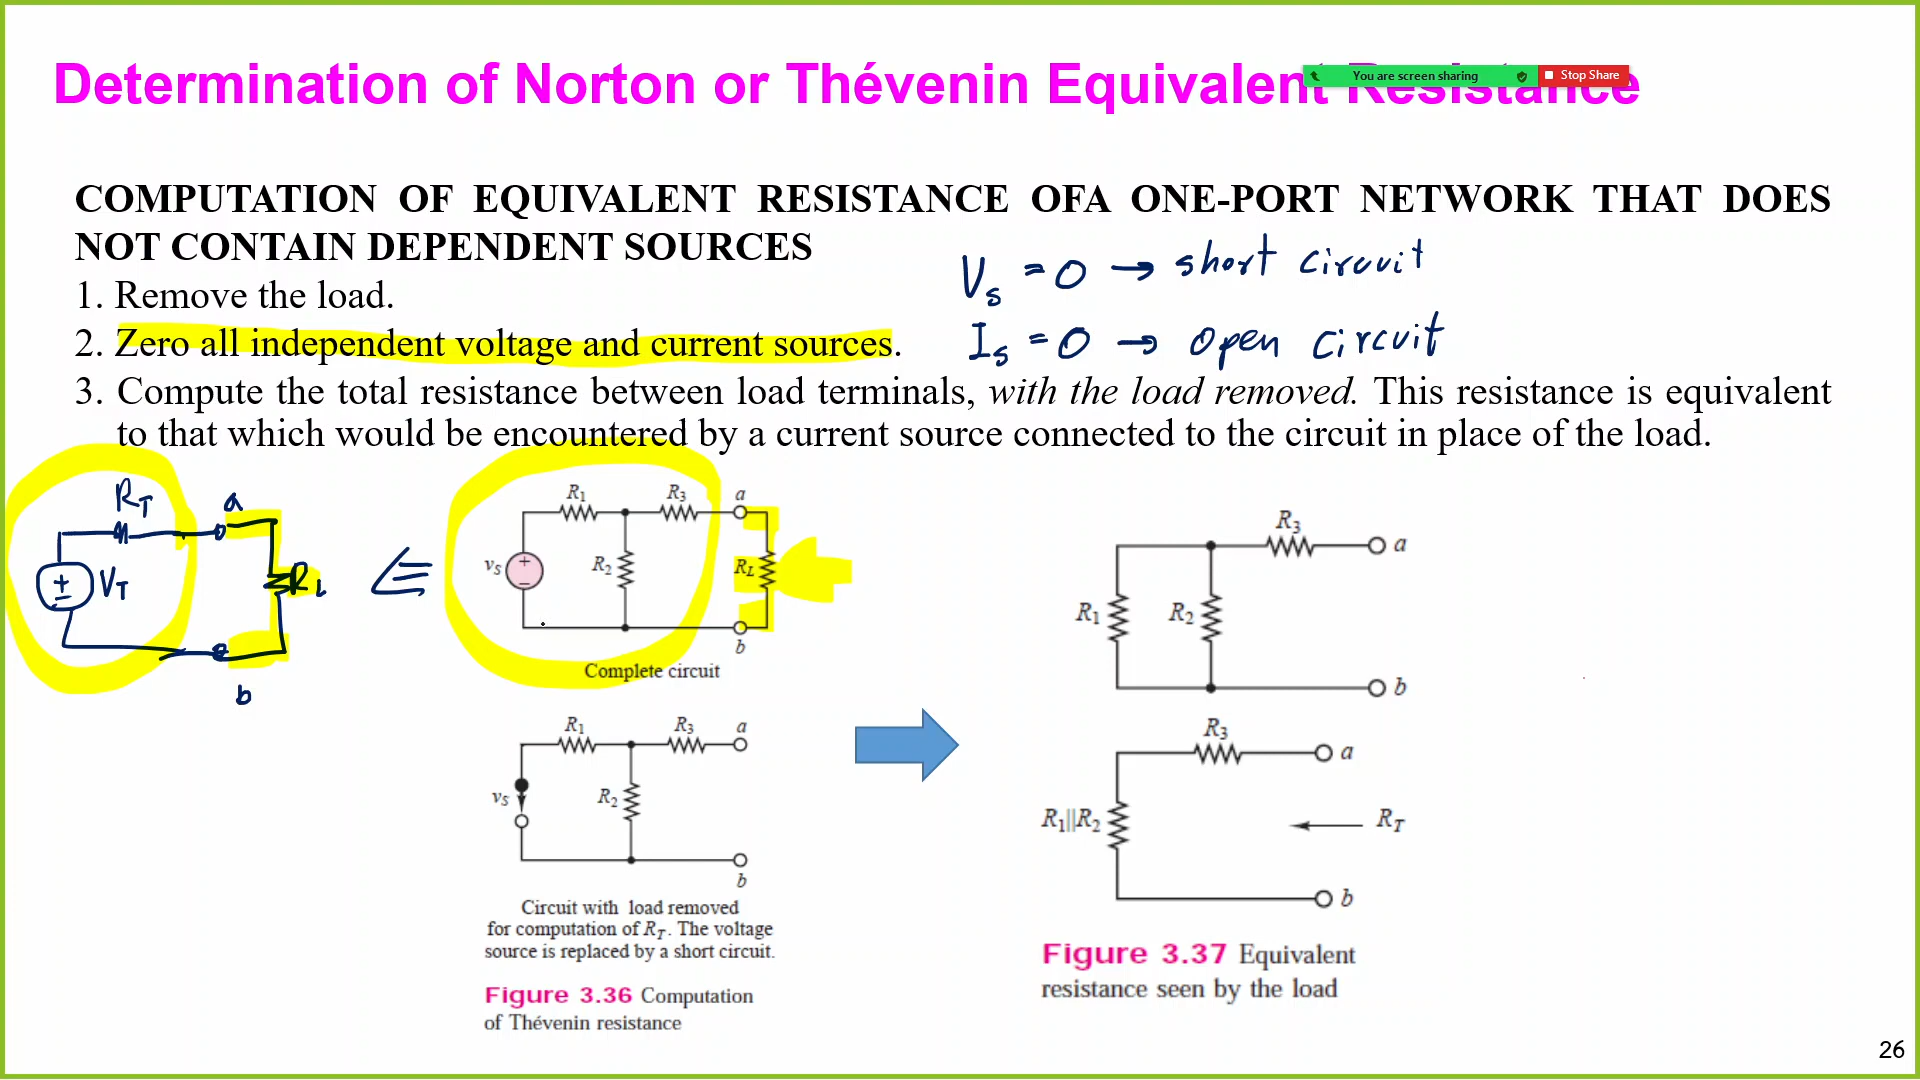 Determination of Norton or Thévenin Equivalent Resistance
You are screen sharing
Stop Share
COMPUTATION OF EQUIVALENT RESISTANCE OFA ONE-PORT NETWORK THAT DOES
NOT CONTAIN DEPENDENT SOURCES
1. Remove the load.
2. Zero all independent voltage and current sources.
3. Compute the total resistance between load terminals, with the load removed. This resistance is equivalent
to that which would be encountered by a current source connected to the circuit in place of the load.
Vs = 0 → short circuit
Is = 0 → open circuit
RT
a
+
−
VT
RL
b
R1
R3
a
vS
+
−
R2
RL
b
Complete circuit
R1
R3
a
vS
R2
b
Circuit with load removed
for computation of RT. The voltage
source is replaced by a short circuit.
Figure 3.36 Computation
of Thévenin resistance
R3
a
R1
R2
b
R3
a
R1||R2
RT
b
Figure 3.37 Equivalent
resistance seen by the load
26